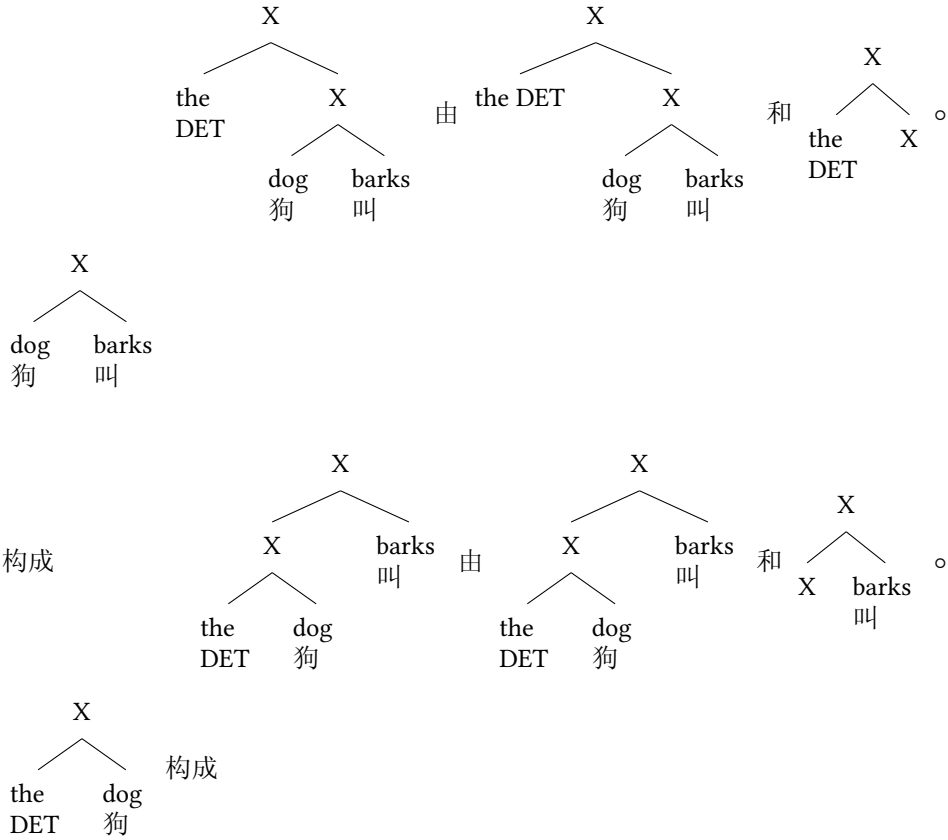 X X X
the DET X 由 the DET X 和 the DET X 。
dog 狗 barks 叫 dog 狗 barks 叫
X
dog barks
狗 叫
X X X
构成 X barks 叫 由 X barks 叫 和 X barks 叫 。
the DET dog 狗 the DET dog 狗
X
the dog 构成
DET 狗